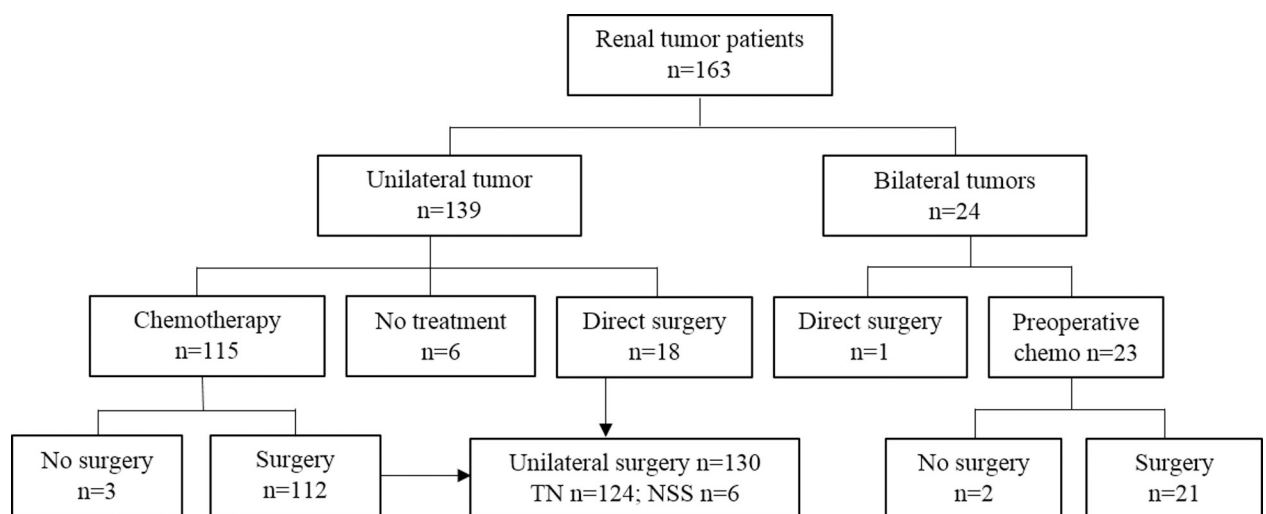 Renal tumor patients
n=163
Unilateral tumor
n=139
Bilateral tumors
n=24
Chemotherapy
n=115
No treatment
n=6
Direct surgery
n=18
Direct surgery
n=1
Preoperative
chemo n=23
No surgery
n=3
Surgery
n=112
Unilateral surgery n=130
TN n=124; NSS n=6
No surgery
n=2
Surgery
n=21